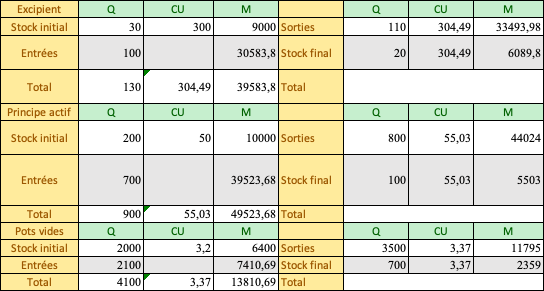 Excipient Q CU M Q CU M
Stock initial 30 300 9000 Sorties 110 304,49 33493,98
Entrées 100 30583,8 Stock final 20 304,49 6089,8
Total 130 304,49 39583,8 Total
Principe actif Q CU M Q CU M
Stock initial 200 50 10000 Sorties 800 55,03 44024
Entrées 700 39523,68 Stock final 100 55,03 5503
Total 900 55,03 49523,68 Total
Pots vides Q CU M Q CU M
Stock initial 2000 3,2 6400 Sorties 3500 3,37 11795
Entrées 2100 7410,69 Stock final 700 3,37 2359
Total 4100 3,37 13810,69 Total